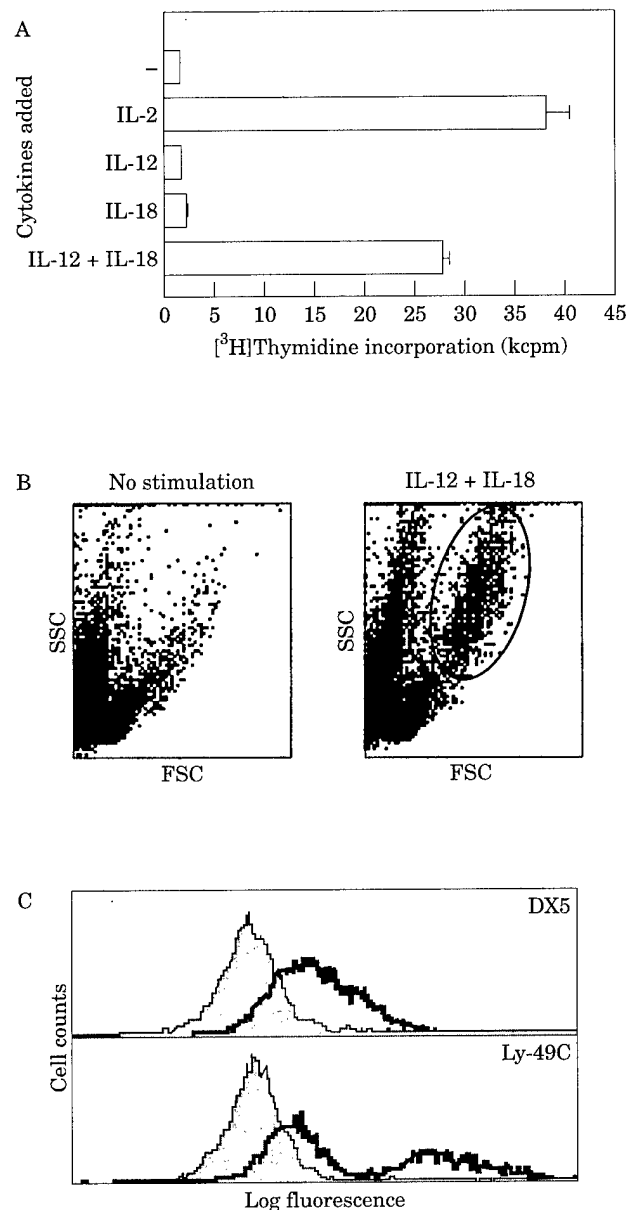 A
Cytokines added
–
IL-2
IL-12
IL-18
IL-12 + IL-18
0 5 10 15 20 25 30 35 40 45
[³H]Thymidine incorporation (kcpm)
B
No stimulation
IL-12 + IL-18
SSC
SSC
FSC
FSC
C
DX5
Cell counts
Ly-49C
Log fluorescence